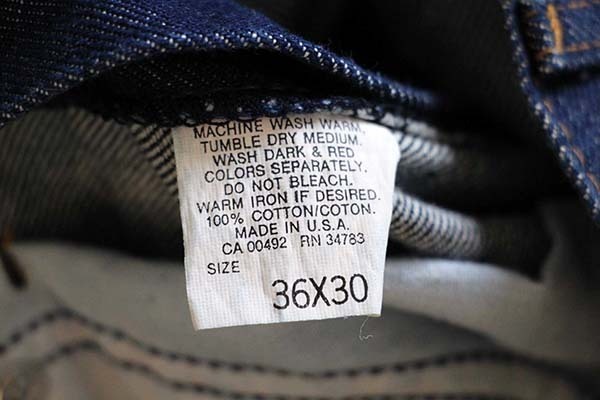 MACHINE WASH WARM.
TUMBLE DRY MEDIUM.
WASH DARK & RED
COLORS SEPARATELY.
DO NOT BLEACH.
WARM IRON IF DESIRED.
100% COTTON/COTON.
MADE IN U.S.A.
CA 00492 RN 34783
SIZE
36X30